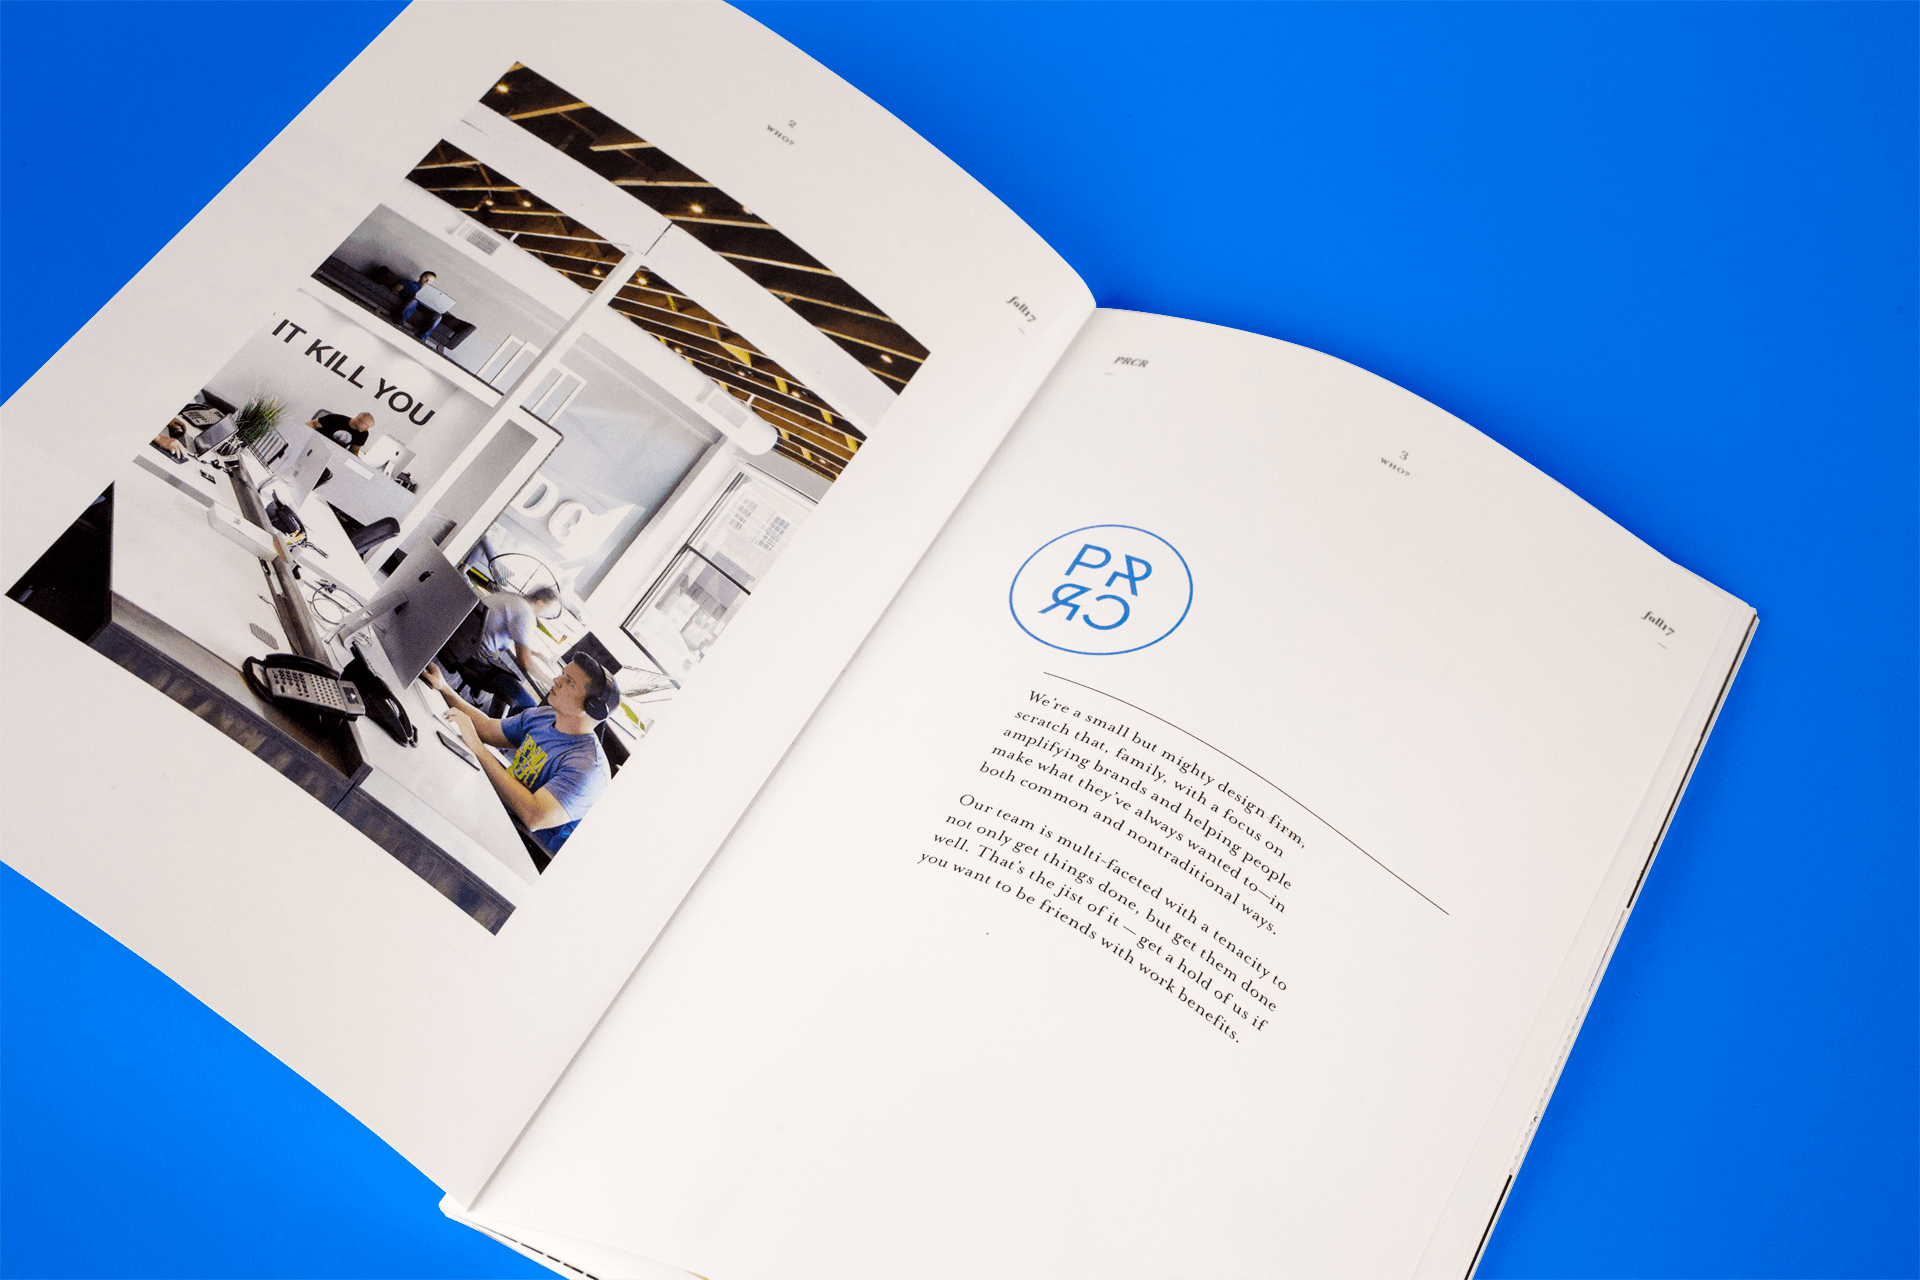 2
WHO?
fall17
IT KILL YOU
DO
PRCR
3
WHO?
fall17
PR
CR
We're a small but mighty design firm,
scratch that, family, with a focus on
amplifying brands and helping people
make what they've always wanted to—in
both common and nontraditional ways.
Our team is multi-faceted with a tenacity to
not only get things done, but get them done
well. That's the jist of it — get a hold of us if
you want to be friends with work benefits.